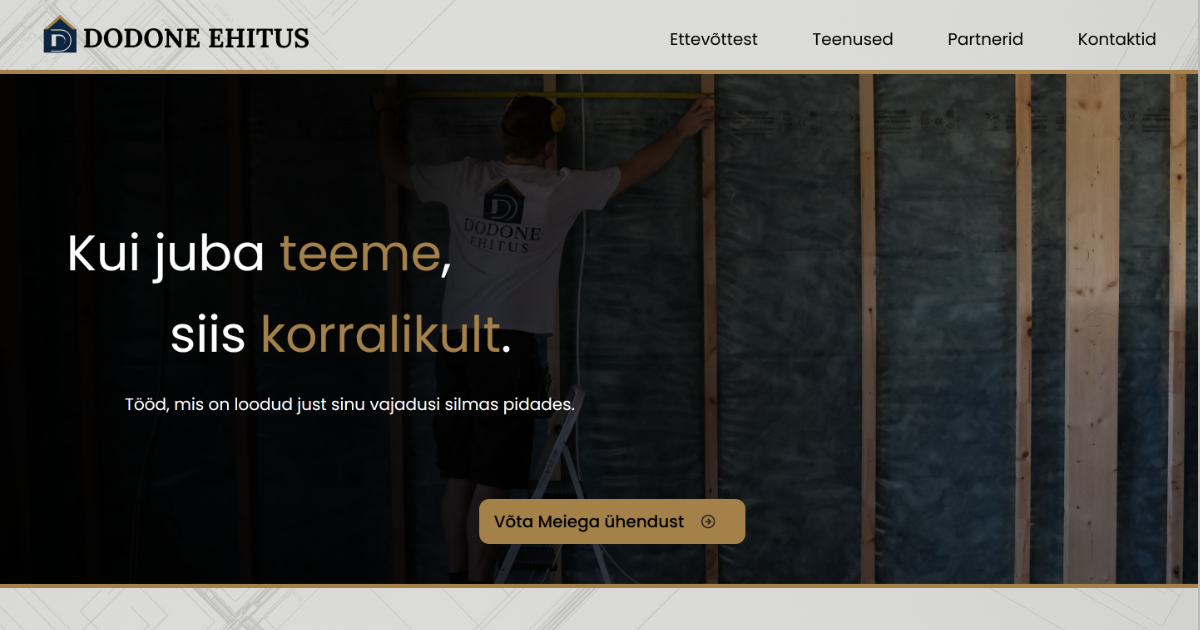 DODONE EHITUS
Ettevõttest
Teenused
Partnerid
Kontaktid
DODONE
EHITUS
Kui juba teeme,
siis korralikult.
Tööd, mis on loodud just sinu vajadusi silmas pidades.
Võta Meiega ühendust